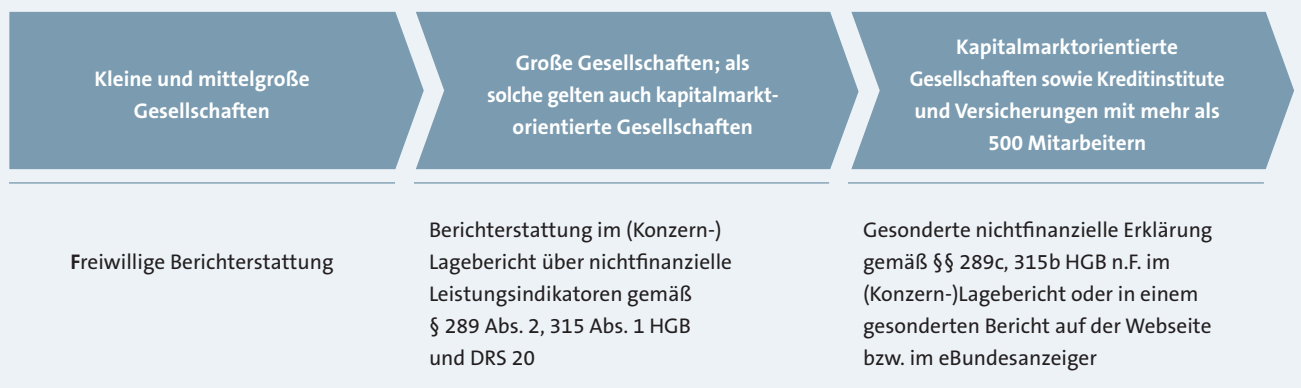 Kleine und mittelgroße
Gesellschaften
Große Gesellschaften; als
solche gelten auch kapitalmarkt-
orientierte Gesellschaften
Kapitalmarktorientierte
Gesellschaften sowie Kreditinstitute
und Versicherungen mit mehr als
500 Mitarbeitern
Freiwillige Berichterstattung
Berichterstattung im (Konzern-)
Lagebericht über nichtfinanzielle
Leistungsindikatoren gemäß
§ 289 Abs. 2, 315 Abs. 1 HGB
und DRS 20
Gesonderte nichtfinanzielle Erklärung
gemäß §§ 289c, 315b HGB n.F. im
(Konzern-)Lagebericht oder in einem
gesonderten Bericht auf der Webseite
bzw. im eBundesanzeiger